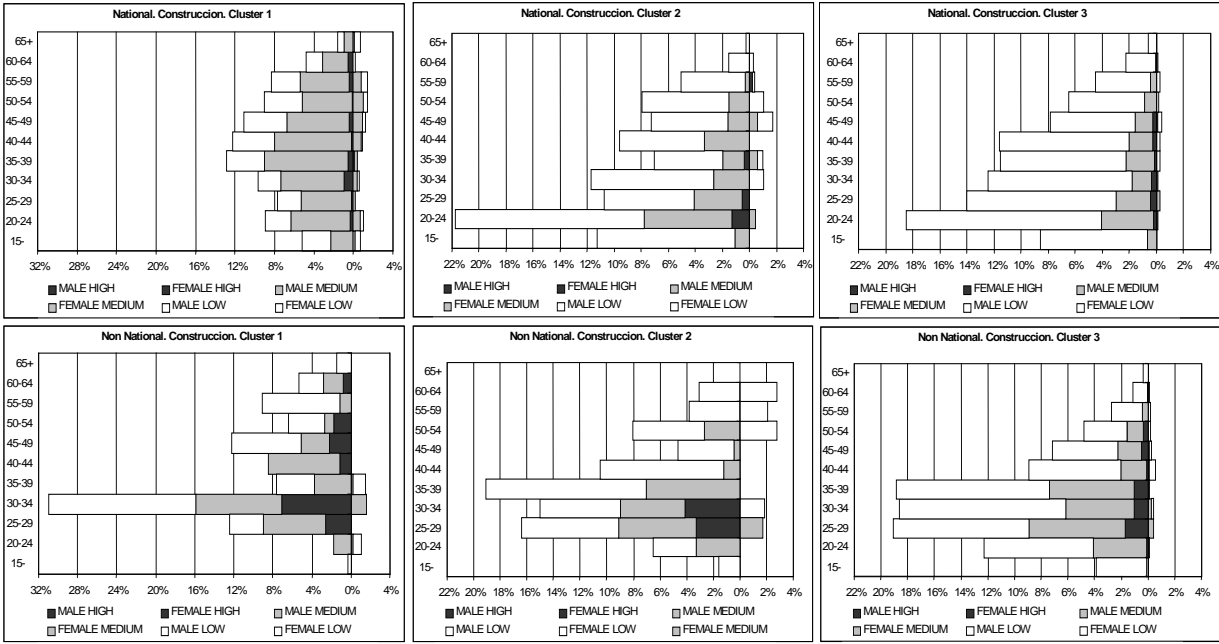 National. Construccion. Cluster 1
65+
60-64
55-59
50-54
45-49
40-44
35-39
30-34
25-29
20-24
15-
32% 28% 24% 20% 16% 12% 8% 4% 0% 4%
MALE HIGH FEMALE HIGH MALE MEDIUM
FEMALE MEDIUM MALE LOW FEMALE LOW
National. Construccion. Cluster 2
65+
60-64
55-59
50-54
45-49
40-44
35-39
30-34
25-29
20-24
15-
22% 20% 18% 16% 14% 12% 10% 8% 6% 4% 2% 0% 2% 4%
MALE HIGH FEMALE HIGH MALE MEDIUM
FEMALE MEDIUM MALE LOW FEMALE LOW
National. Construccion. Cluster 3
65+
60-64
55-59
50-54
45-49
40-44
35-39
30-34
25-29
20-24
15-
22% 20% 18% 16% 14% 12% 10% 8% 6% 4% 2% 0% 2% 4%
MALE HIGH FEMALE HIGH MALE MEDIUM
FEMALE MEDIUM MALE LOW FEMALE LOW
Non National. Construccion. Cluster 1
65+
60-64
55-59
50-54
45-49
40-44
35-39
30-34
25-29
20-24
15-
32% 28% 24% 20% 16% 12% 8% 4% 0% 4%
MALE HIGH FEMALE HIGH MALE MEDIUM
FEMALE MEDIUM MALE LOW FEMALE LOW
Non National. Construccion. Cluster 2
65+
60-64
55-59
50-54
45-49
40-44
35-39
30-34
25-29
20-24
15-
22% 20% 18% 16% 14% 12% 10% 8% 6% 4% 2% 0% 2% 4%
MALE HIGH FEMALE HIGH MALE MEDIUM
MALE LOW FEMALE LOW FEMALE MEDIUM
Non National. Construccion. Cluster 3
65+
60-64
55-59
50-54
45-49
40-44
35-39
30-34
25-29
20-24
15-
22% 20% 18% 16% 14% 12% 10% 8% 6% 4% 2% 0% 2% 4%
MALE HIGH FEMALE HIGH MALE MEDIUM
FEMALE MEDIUM MALE LOW FEMALE LOW